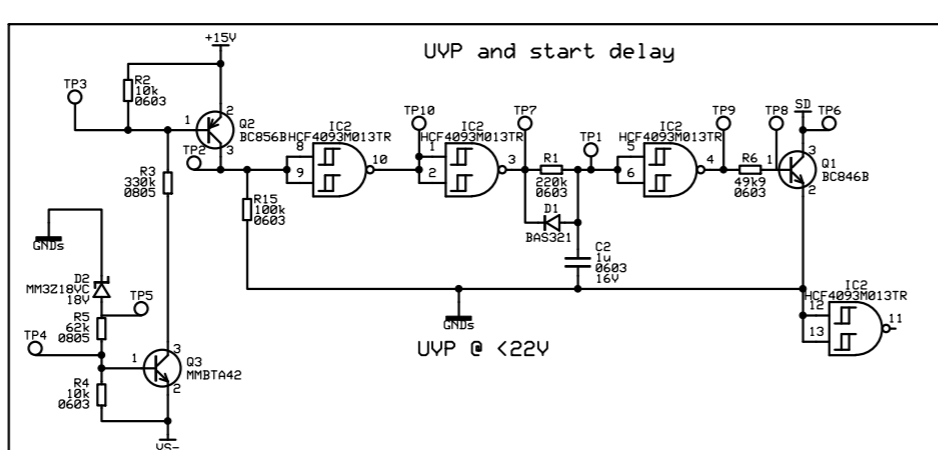 UVP and start delay
+15V
TP3
R2
10k
0603
2
1
Q2
BC856B
3
TP2
R3
330k
0805
R15
100k
0603
IC2
HCF4093M013TR
8
9
10
TP10
IC2
HCF4093M013TR
1
2
3
TP7
R1
220k
0603
D1
BAS321
TP1
C2
1u
0603
16V
IC2
HCF4093M013TR
5
6
4
TP9
R6
49k9
0603
TP8
1
SD
TP6
3
Q1
BC846B
2
IC2
HCF4093M013TR
12
13
11
GNDs
D2
MM3Z18VC
18V
TP5
R5
62k
0805
TP4
1
3
Q3
MMBTA42
2
R4
10k
0603
VS-
GNDs
UVP @ <22V